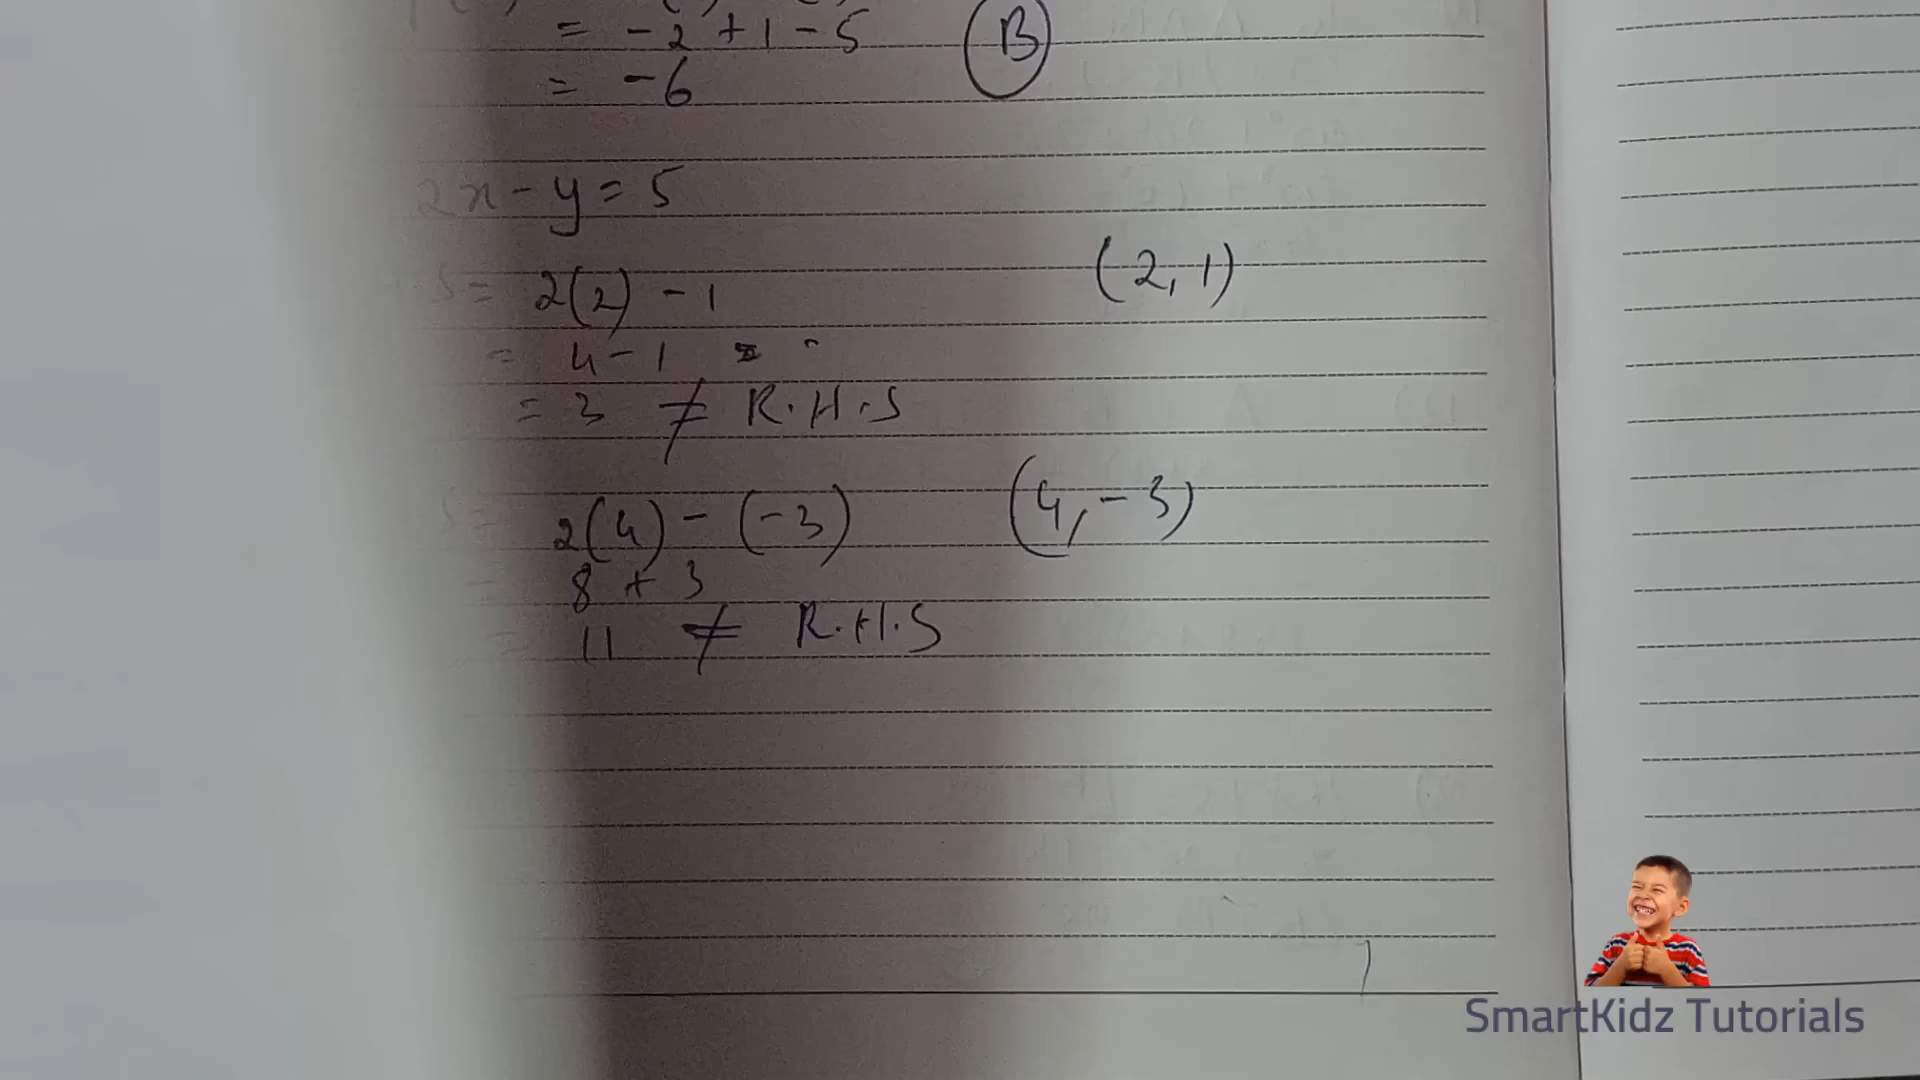 = -2 + 1 - 5
= -6
B
2x - y = 5
S = 2(2) - 1
(2, 1)
= 4 - 1
= 3 ≠ R.H.S
S = 2(4) - (-3)
(4, -3)
= 8 + 3
= 11 ≠ R.H.S
SmartKidz Tutorials